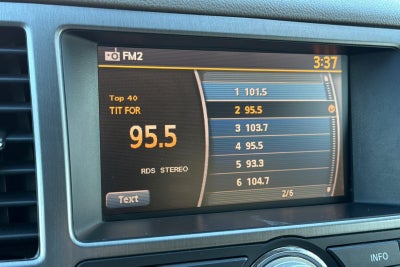 FM2
3:37
Top 40
TIT FOR
95.5
RDS STEREO
Text
1 101.5
2 95.5
3 103.7
4 95.5
5 93.3
6 104.7
2/6
INFO